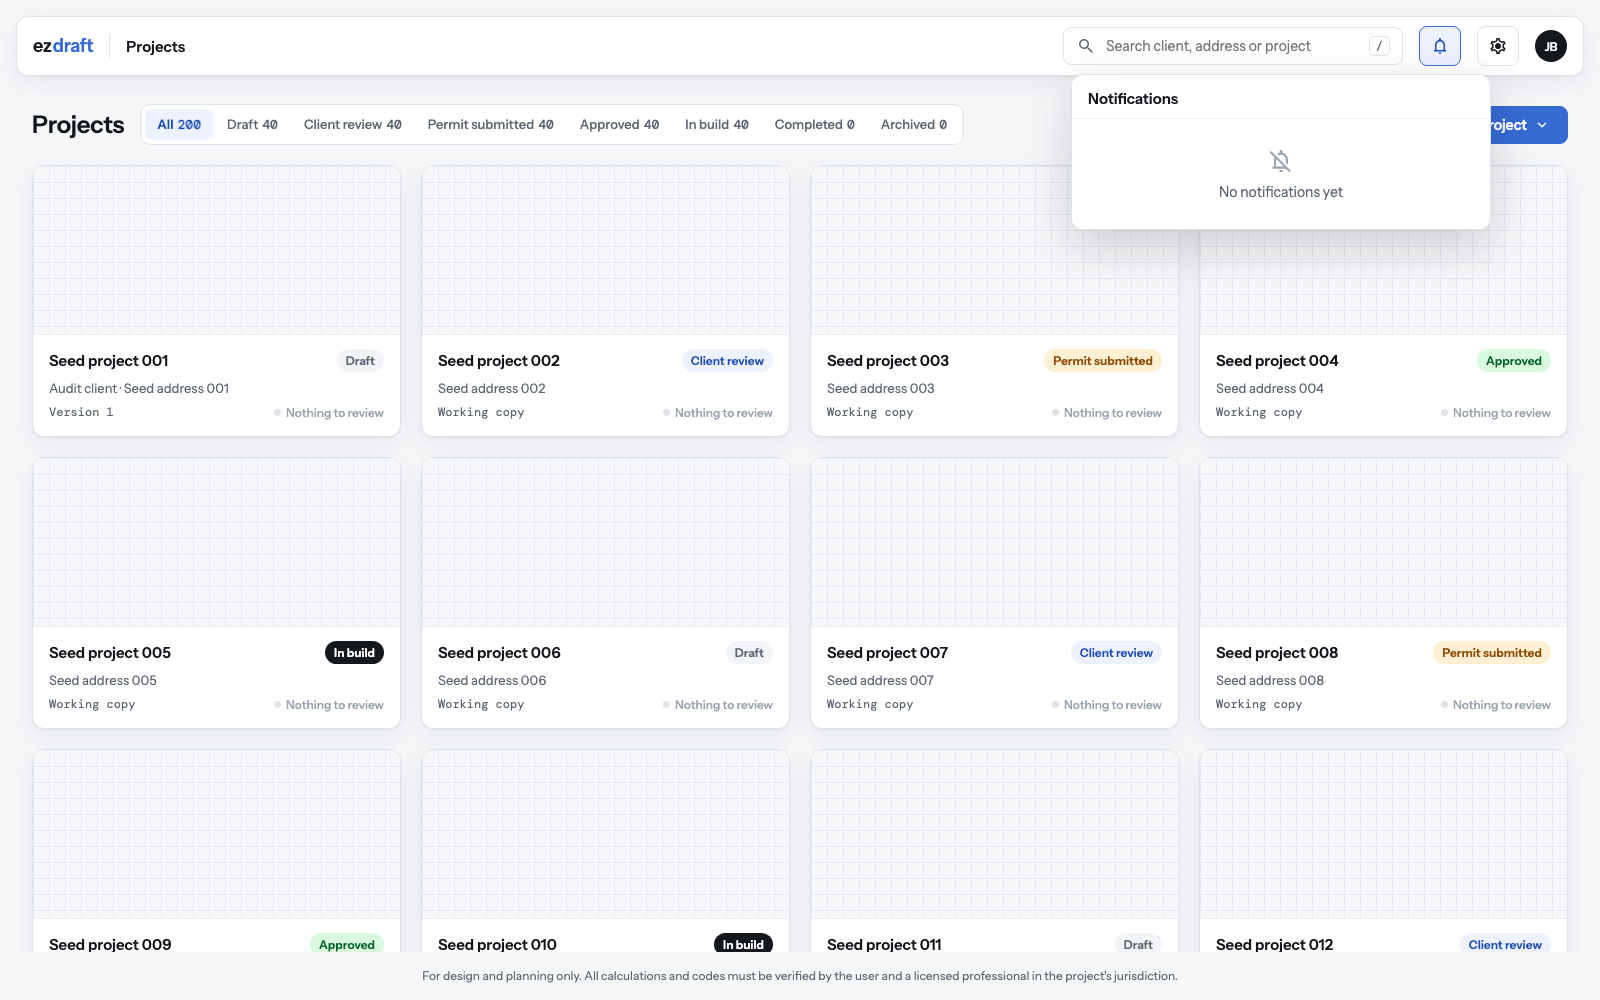 ezdraft
Projects
Search client, address or project
/
JB
Notifications
No notifications yet
Projects
All 200
Draft 40
Client review 40
Permit submitted 40
Approved 40
In build 40
Completed 0
Archived 0
roject
Seed project 001
Draft
Audit client · Seed address 001
Version 1
Nothing to review
Seed project 002
Client review
Seed address 002
Working copy
Nothing to review
Seed project 003
Permit submitted
Seed address 003
Working copy
Nothing to review
Seed project 004
Approved
Seed address 004
Working copy
Nothing to review
Seed project 005
In build
Seed address 005
Working copy
Nothing to review
Seed project 006
Draft
Seed address 006
Working copy
Nothing to review
Seed project 007
Client review
Seed address 007
Working copy
Nothing to review
Seed project 008
Permit submitted
Seed address 008
Working copy
Nothing to review
Seed project 009
Approved
Seed project 010
In build
Seed project 011
Draft
Seed project 012
Client review
For design and planning only. All calculations and codes must be verified by the user and a licensed professional in the project's jurisdiction.